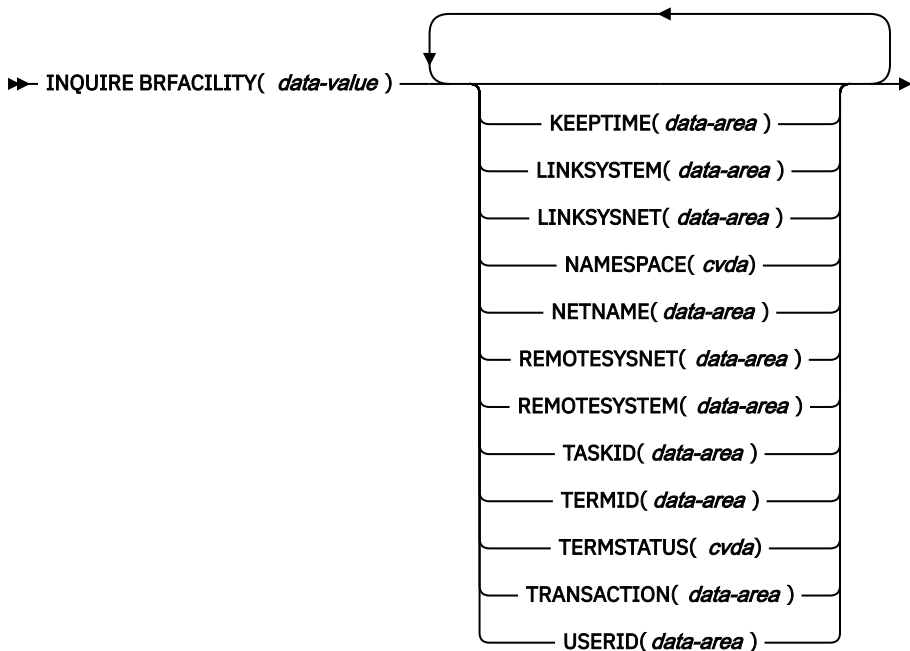 INQUIRE BRFACILITY( data-value )
KEEPTIME( data-area )
LINKSYSTEM( data-area )
LINKSYSNET( data-area )
NAMESPACE( cvda)
NETNAME( data-area )
REMOTESYSNET( data-area )
REMOTESYSTEM( data-area )
TASKID( data-area )
TERMID( data-area )
TERMSTATUS( cvda)
TRANSACTION( data-area )
USERID( data-area )